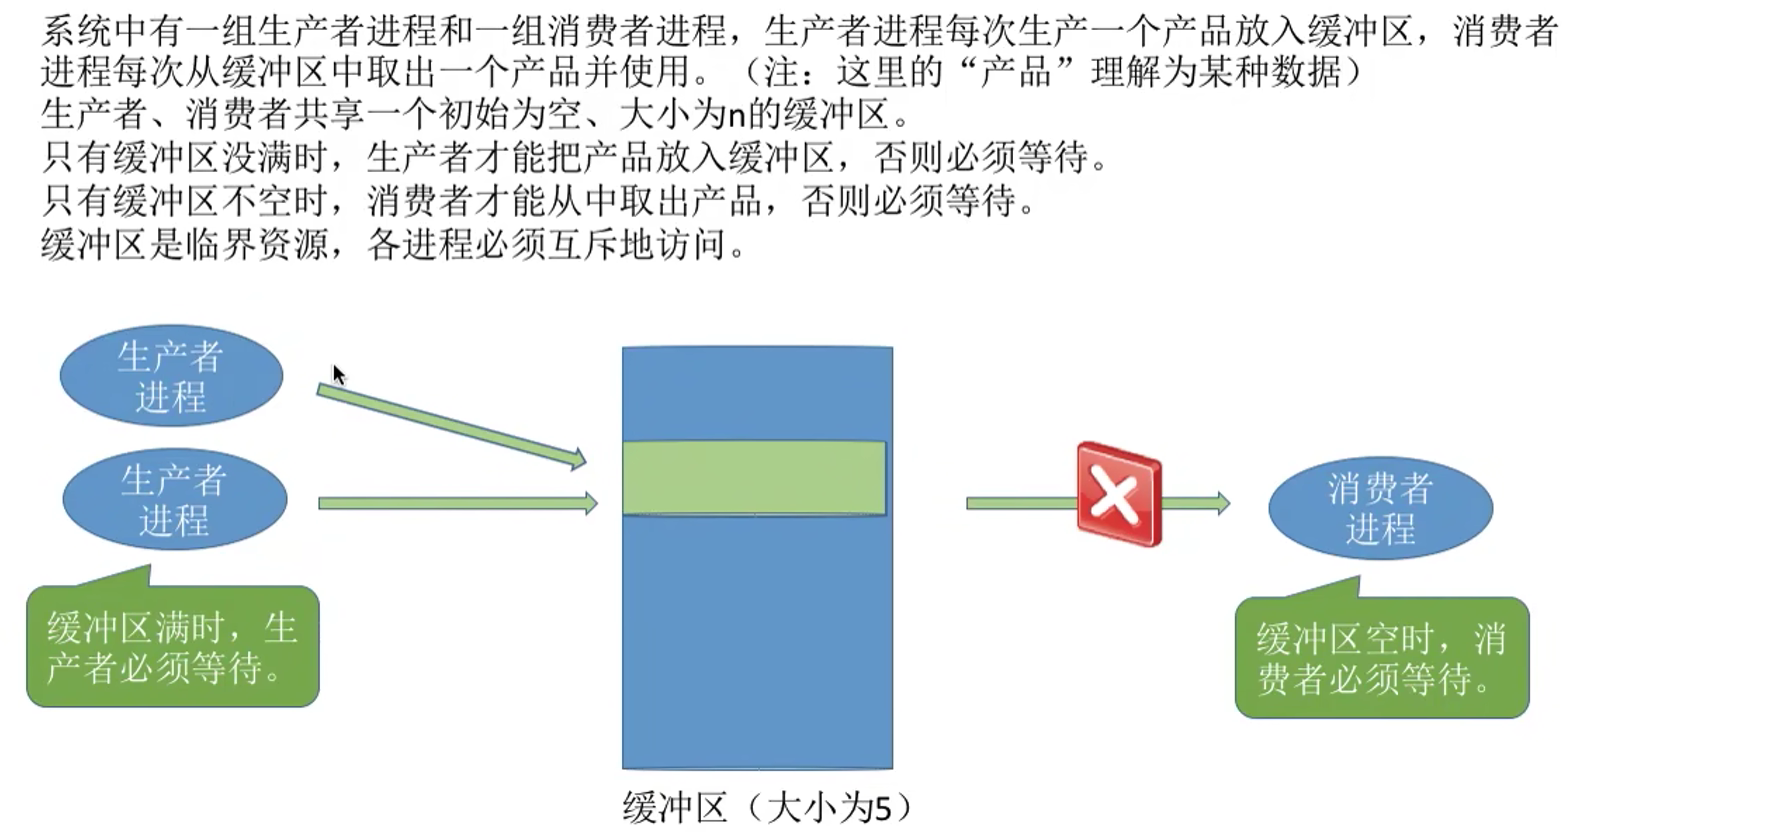 系统中有一组生产者进程和一组消费者进程，生产者进程每次生产一个产品放入缓冲区，消费者
进程每次从缓冲区中取出一个产品并使用。（注：这里的“产品”理解为某种数据）
生产者、消费者共享一个初始为空、大小为n的缓冲区。
只有缓冲区没满时，生产者才能把产品放入缓冲区，否则必须等待。
只有缓冲区不空时，消费者才能从中取出产品，否则必须等待。
缓冲区是临界资源，各进程必须互斥地访问。
生产者
进程
生产者
进程
消费者
进程
缓冲区满时，生
产者必须等待。
缓冲区空时，消
费者必须等待。
缓冲区（大小为5）